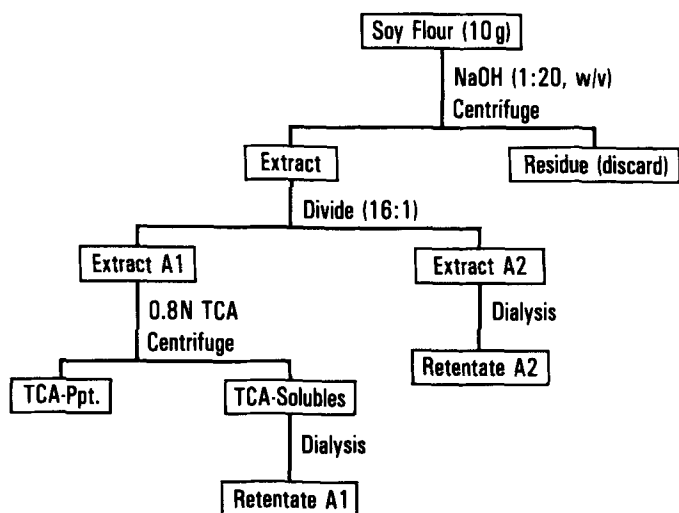 Soy Flour (10g)
NaOH (1:20, w/v)
Centrifuge
Extract
Residue (discard)
Divide (16:1)
Extract A1
Extract A2
0.8N TCA
Centrifuge
Dialysis
TCA-Ppt.
TCA-Solubles
Retentate A2
Dialysis
Retentate A1